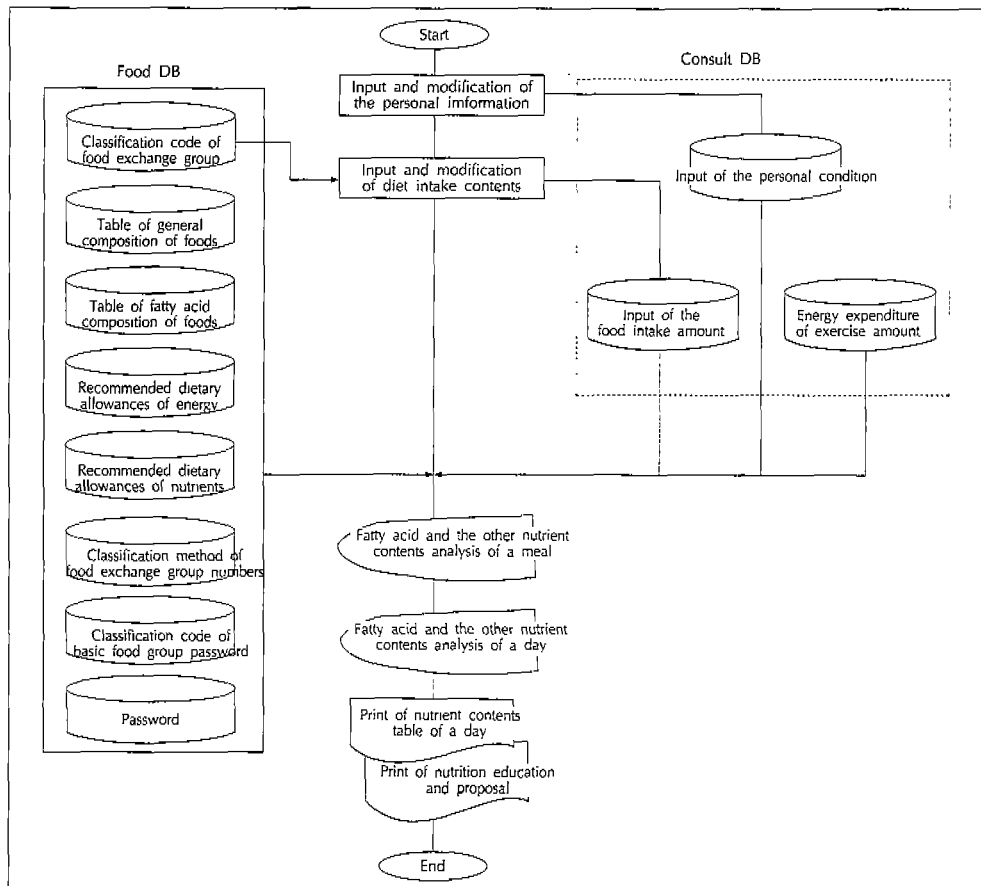 Start
Food DB
Consult DB
Input and modification
of the personal imformation
Classification code of
food exchange group
Input and modification
of diet intake contents
Input of the personal condition
Table of general
composition of foods
Table of fatty acid
composition of foods
Input of the
food intake amount
Energy expenditure
of exercise amount
Recommended dietary
allowances of energy
Recommended dietary
allowances of nutrients
Classification method of
food exchange group numbers
Fatty acid and the other nutrient
contents analysis of a meal
Classification code of
basic food group password
Fatty acid and the other nutrient
contents analysis of a day
Password
Print of nutrient contents
table of a day
Print of nutrition education
and proposal
End